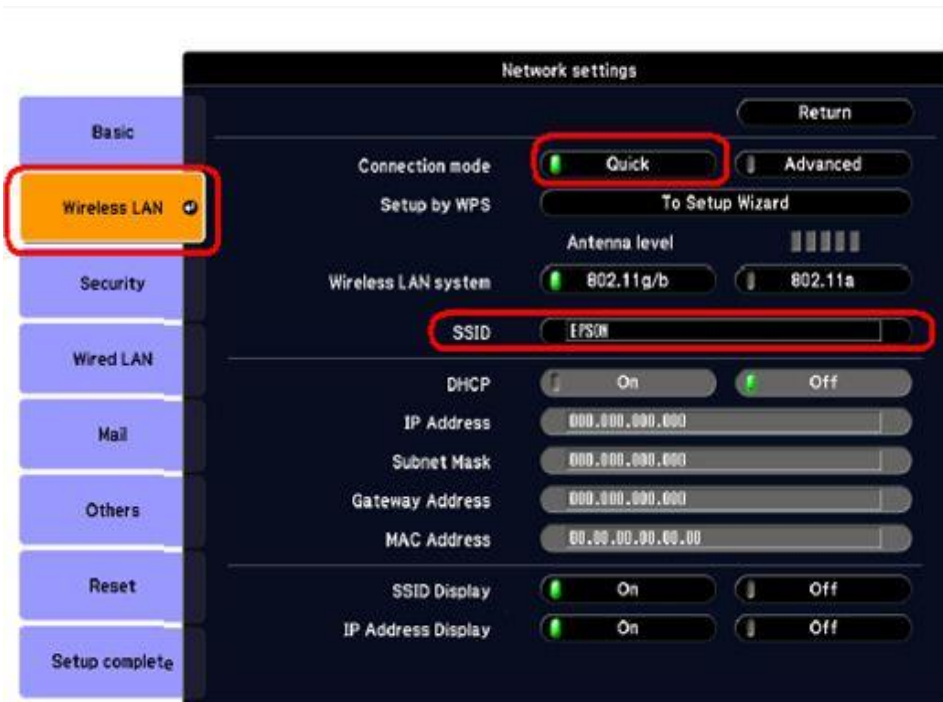 Network settings
Return
Basic
Connection mode Quick Advanced
Wireless LAN
Setup by WPS To Setup Wizard
Antenna level
Security
Wireless LAN system 802.11g/b 802.11a
SSID EPSON
Wired LAN
DHCP On Off
Mail
IP Address 000.000.000.000
Subnet Mask 000.000.000.000
Others
Gateway Address 000.000.000.000
MAC Address 00.00.00.00.00.00
Reset
SSID Display On Off
IP Address Display On Off
Setup complete